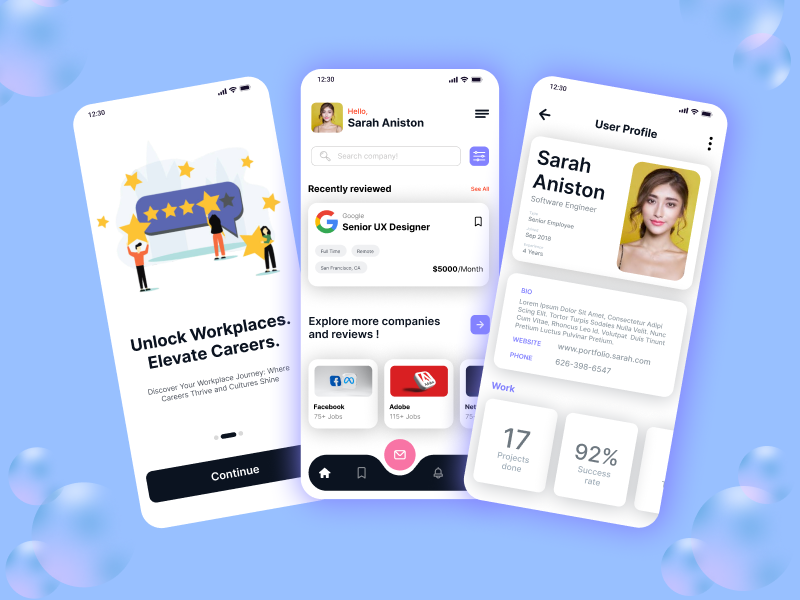 12:30
Unlock Workplaces.
Elevate Careers.
Discover Your Workplace Journey: Where
Careers Thrive and Cultures Shine
Continue
12:30
Hello,
Sarah Aniston
Search company!
Recently reviewed
See All
Google
Senior UX Designer
Full Time
Remote
San Francisco, CA
$5000/Month
Explore more companies
and reviews !
Facebook
75+ Jobs
Adobe
115+ Jobs
Net
75
12:30
User Profile
Sarah
Aniston
Software Engineer
Senior Employee
Sep 2018
4 Years
BIO
Lorem Ipsum Dolor Sit Amet, Consectetur Adipi
Scing Elit. Tortor Turpis Sodales Nulla Velit. Nunc
Cum Vitae, Rhoncus Leo Id. Volutpat Duis Tinunt
Pretium Luctus Pulvinar Pretium.
WEBSITE
www.portfolio.sarah.com
PHONE
626-398-6547
Work
17
Projects
done
92%
Success
rate